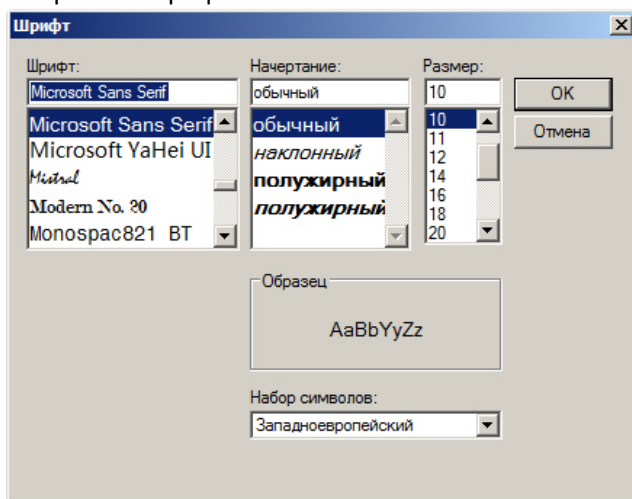 Шрифт
Шрифт:
Начертание:
Размер:
Microsoft Sans Serif
обычный
10
OK
Отмена
Microsoft Sans Serif
Microsoft YaHei UI
Mistral
Modern No. 20
Monospac821 BT
обычный
наклонный
полужирный
полужирный
10
11
12
14
16
18
20
Образец
AaBbYyZz
Набор символов:
Западноевропейский